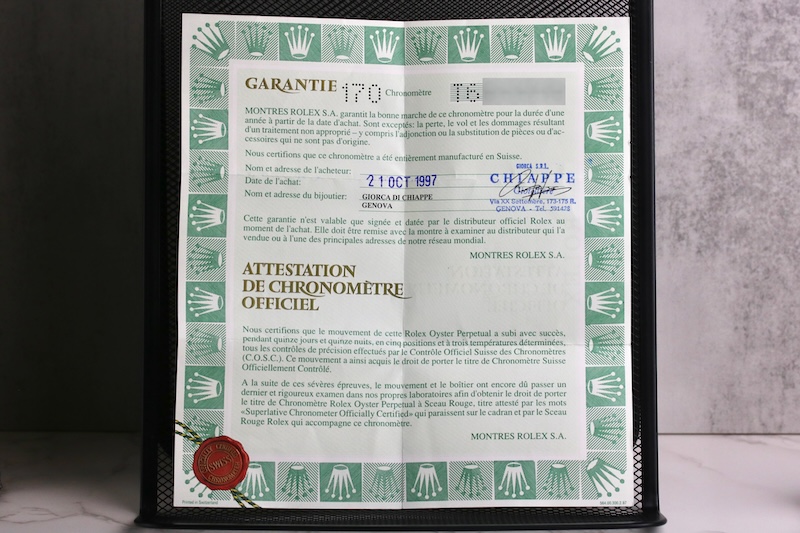 GARANTIE 170 Chronomètre T6
MONTRES ROLEX S.A. garantit la bonne marche de ce chronomètre pour la durée d'une
année à partir de la date d'achat. Sont exceptés: la perte, le vol et les dommages résultant
d'un traitement non approprié – y compris l'adjonction ou la substitution de pièces ou d'ac-
cessoires qui ne sont pas d'origine.
Nous certifions que ce chronomètre a été entièrement manufacturé en Suisse.
Nom et adresse de l'acheteur:
Date de l'achat: 21 OCT 1997
Nom et adresse du bijoutier: GIORCA DI CHIAPPE
GENOVA
GIORCA S.R.L.
CHIAPPE
Via XX Settembre, 173-175 R.
GENOVA - Tel.
Cette garantie n'est valable que signée et datée par le distributeur officiel Rolex au
moment de l'achat. Elle doit être remise avec la montre à examiner au distributeur qui l'a
vendue ou à l'une des principales adresses de notre réseau mondial.
MONTRES ROLEX S.A.
ATTESTATION
DE CHRONOMÈTRE
OFFICIEL
Nous certifions que le mouvement de cette Rolex Oyster Perpetual a subi avec succès,
pendant quinze jours et quinze nuits, en cinq positions et à trois températures déterminées,
tous les contrôles de précision effectués par le Contrôle Officiel Suisse des Chronomètres
(C.O.S.C.). Ce mouvement a ainsi acquis le droit de porter le titre de Chronomètre Suisse
Officiellement Contrôlé.
A la suite de ces sévères épreuves, le mouvement et le boîtier ont encore dû passer un
dernier et rigoureux examen dans nos propres laboratoires afin d'obtenir le droit de porter
le titre de Chronomètre Rolex Oyster Perpetual à Sceau Rouge, titre attesté par les mots
«Superlative Chronometer Officially Certified» qui paraissent sur le cadran et par le Sceau
Rouge Rolex qui accompagne ce chronomètre.
MONTRES ROLEX S.A.
SWISS
Printed in Switzerland